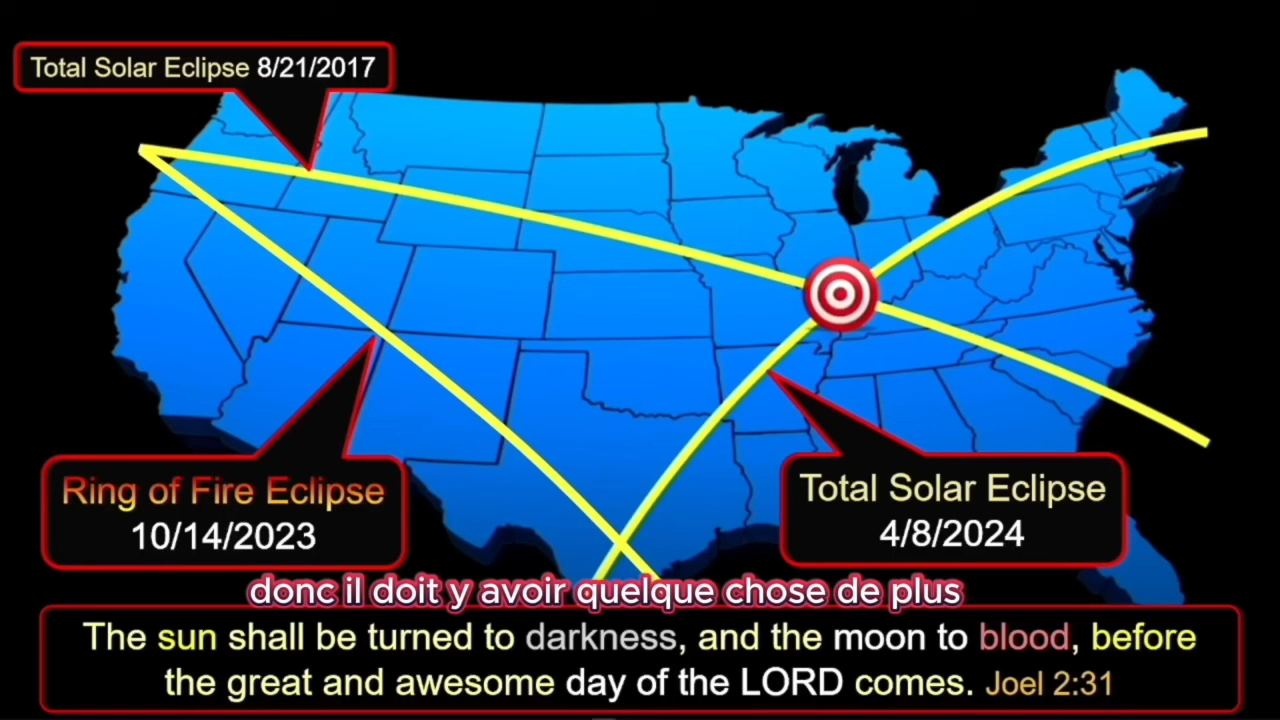 Total Solar Eclipse 8/21/2017
Ring of Fire Eclipse
10/14/2023
Total Solar Eclipse
4/8/2024
donc il doit y avoir quelque chose de plus
The sun shall be turned to darkness, and the moon to blood, before
the great and awesome day of the LORD comes. Joel 2:31